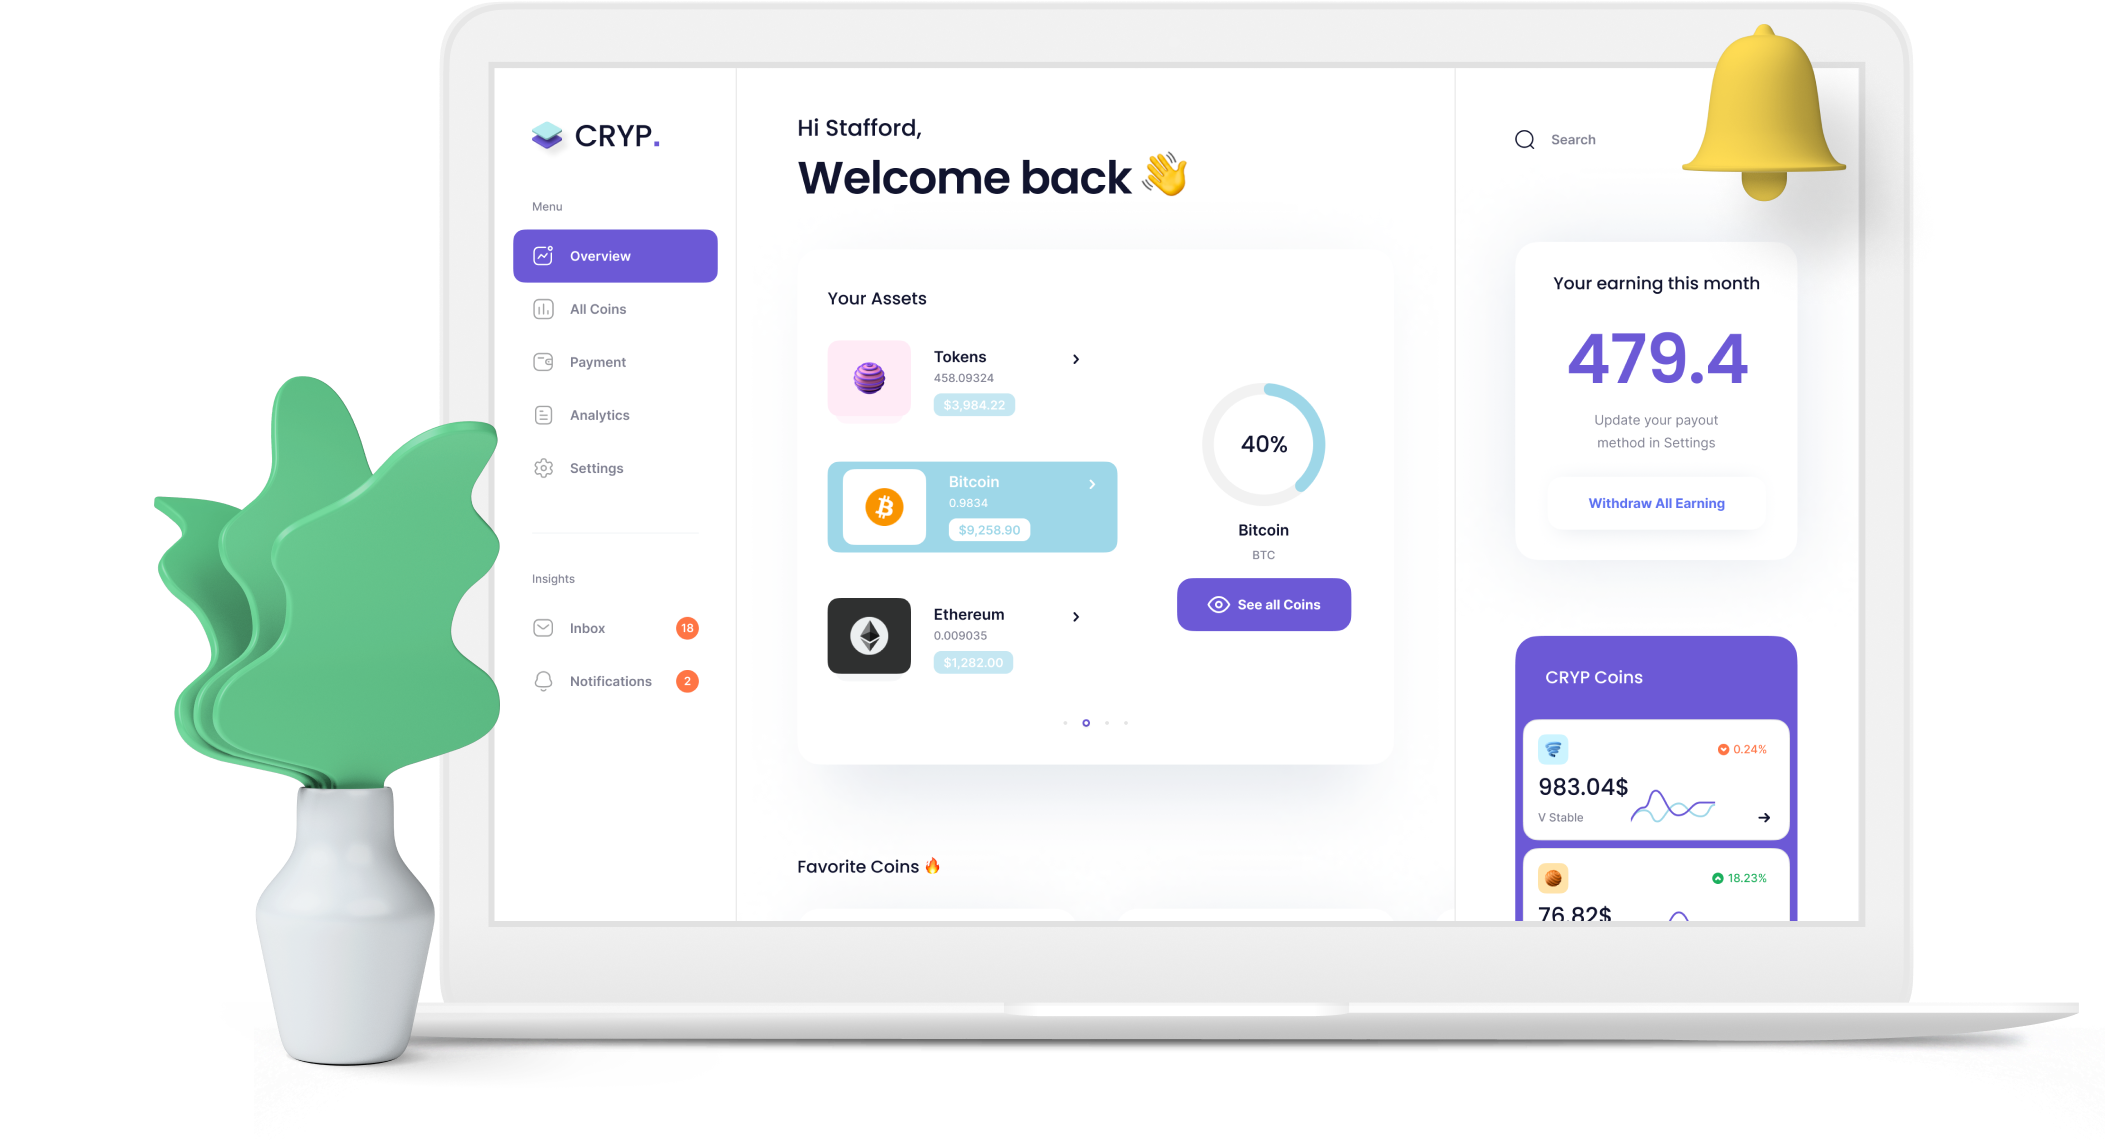 CRYP.
Menu
Overview
All Coins
Payment
Analytics
Settings
Insights
Inbox
18
Notifications
2
Hi Stafford,
Welcome back 👋
Your Assets
Tokens
458.09324
$3,984.22
Bitcoin
0.9834
$9,258.90
Ethereum
0.009035
$1,282.00
40%
Bitcoin
BTC
See all Coins
Favorite Coins 🔥
Search
Your earning this month
479.4
Update your payout
method in Settings
Withdraw All Earning
CRYP Coins
0.24%
983.04$
V Stable
18.23%
76.82$